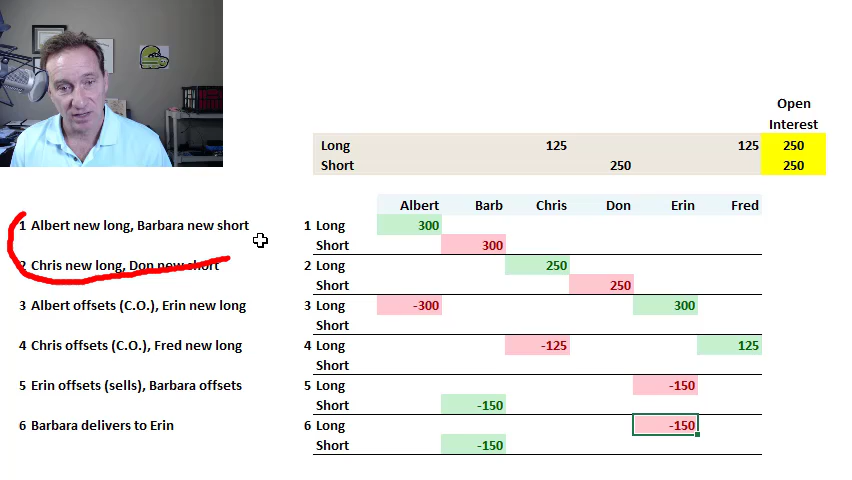 Open
Interest
Long 125 125 250
Short 250 250
Albert Barb Chris Don Erin Fred
1 Albert new long, Barbara new short
1 Long 300
Short 300
2 Chris new long, Don new short
2 Long 250
Short 250
3 Albert offsets (C.O.), Erin new long
3 Long -300 300
Short
4 Chris offsets (C.O.), Fred new long
4 Long -125 125
Short
5 Erin offsets (sells), Barbara offsets
5 Long -150
Short -150
6 Barbara delivers to Erin
6 Long -150
Short -150